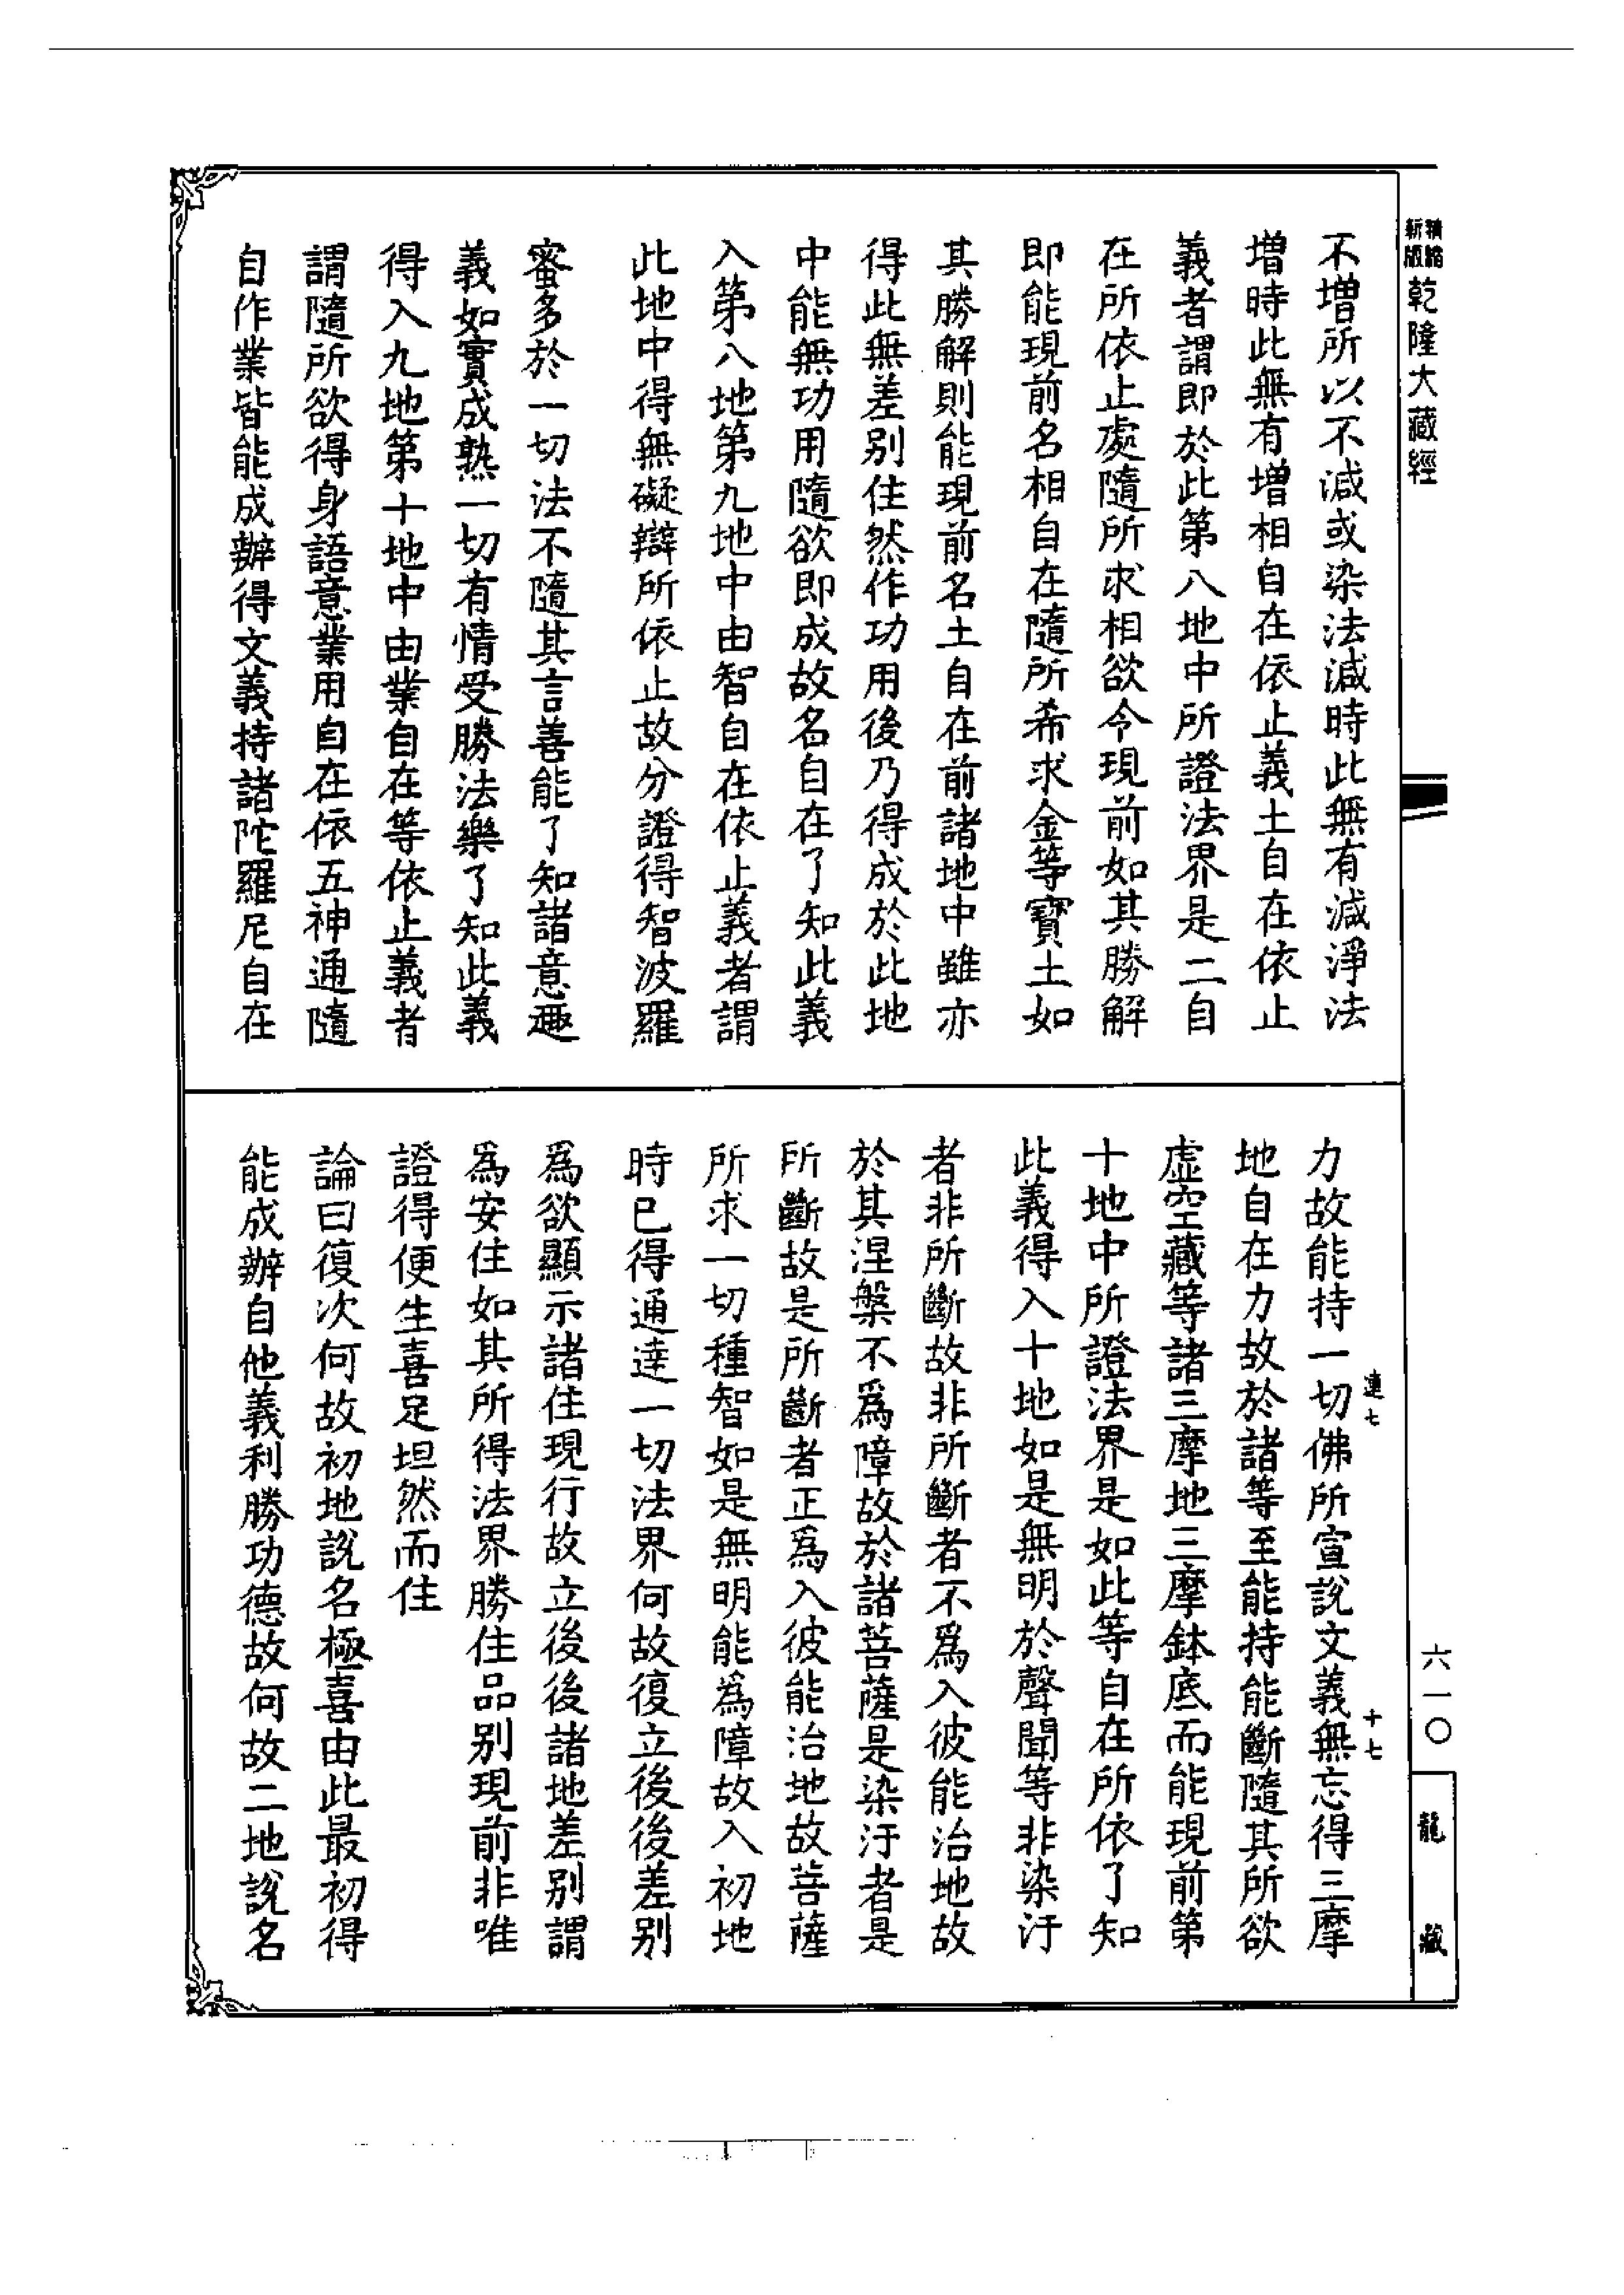 新版精縮乾隆大藏經
不增所以不減或染法減時此無有減淨法
增時此無有增相自在依止義土自在依止
義者謂即於此第八地中所證法界是二自
在所依止處隨所求相欲令現前如其勝解
即能現前名相自在隨所希求金等寶土如
其勝解則能現前名土自在前諸地中雖亦
得此無差別住然作功用後乃得成於此地
中能無功用隨欲即成故名自在了知此義
入第八地第九地中由智自在依止義者謂
此地中得無礙辯所依止故分證得智波羅
蜜多於一切法不隨其言善能了知諸意趣
義如實成熟一切有情受勝法樂了知此義
得入九地第十地中由業自在等依止義者
謂隨所欲得身語意業用自在依五神通隨
自作業皆能成辦得文義持諸陀羅尼自在
力故能持一切佛所宣說文義無忘得三摩
地自在力故於諸等至能持能斷隨其所欲
虛空藏等諸三摩地三摩鉢底而能現前第
十地中所證法界是如此等自在所依了知
此義得入十地如是無明於聲聞等非染汙
者非所斷故非所斷者不為入彼能治地故
於其涅槃不為障故於諸菩薩是染汙者是
所斷故是所斷者正為入彼能治地故菩薩
所求一切種智如是無明能為障故入初地
時已得通達一切法界何故復立後後差別
為欲顯示諸住現行故立後後諸地差別謂
為安住如其所得法界勝住品別現前非唯
證得便生喜足坦然而住
論曰復次何故初地說名極喜由此最初得
能成辦自他義利勝功德故何故二地說名
連七
十七
六一〇
龍藏